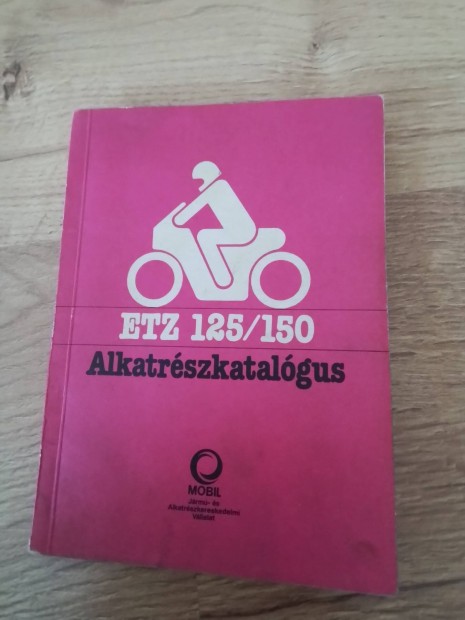 ETZ 125/150
Alkatrészkatalógus
MOBIL
Jármű- és
Alkatrészkereskedelmi
Vállalat